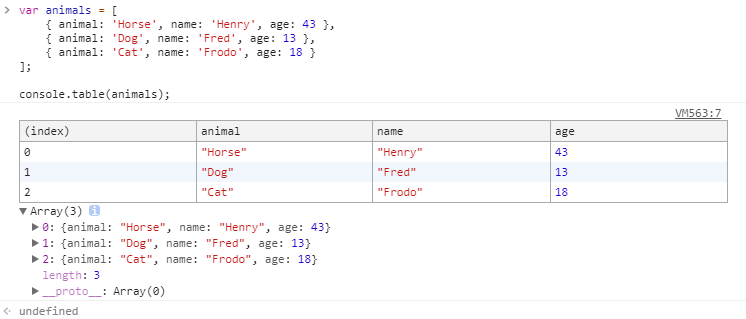 var animals = [
{ animal: 'Horse', name: 'Henry', age: 43 },
{ animal: 'Dog', name: 'Fred', age: 13 },
{ animal: 'Cat', name: 'Frodo', age: 18 }
];
console.table(animals);
VM563:7
(index) animal name age
0 "Horse" "Henry" 43
1 "Dog" "Fred" 13
2 "Cat" "Frodo" 18
▼Array(3) i
▶0: {animal: "Horse", name: "Henry", age: 43}
▶1: {animal: "Dog", name: "Fred", age: 13}
▶2: {animal: "Cat", name: "Frodo", age: 18}
length: 3
▶__proto__: Array(0)
undefined